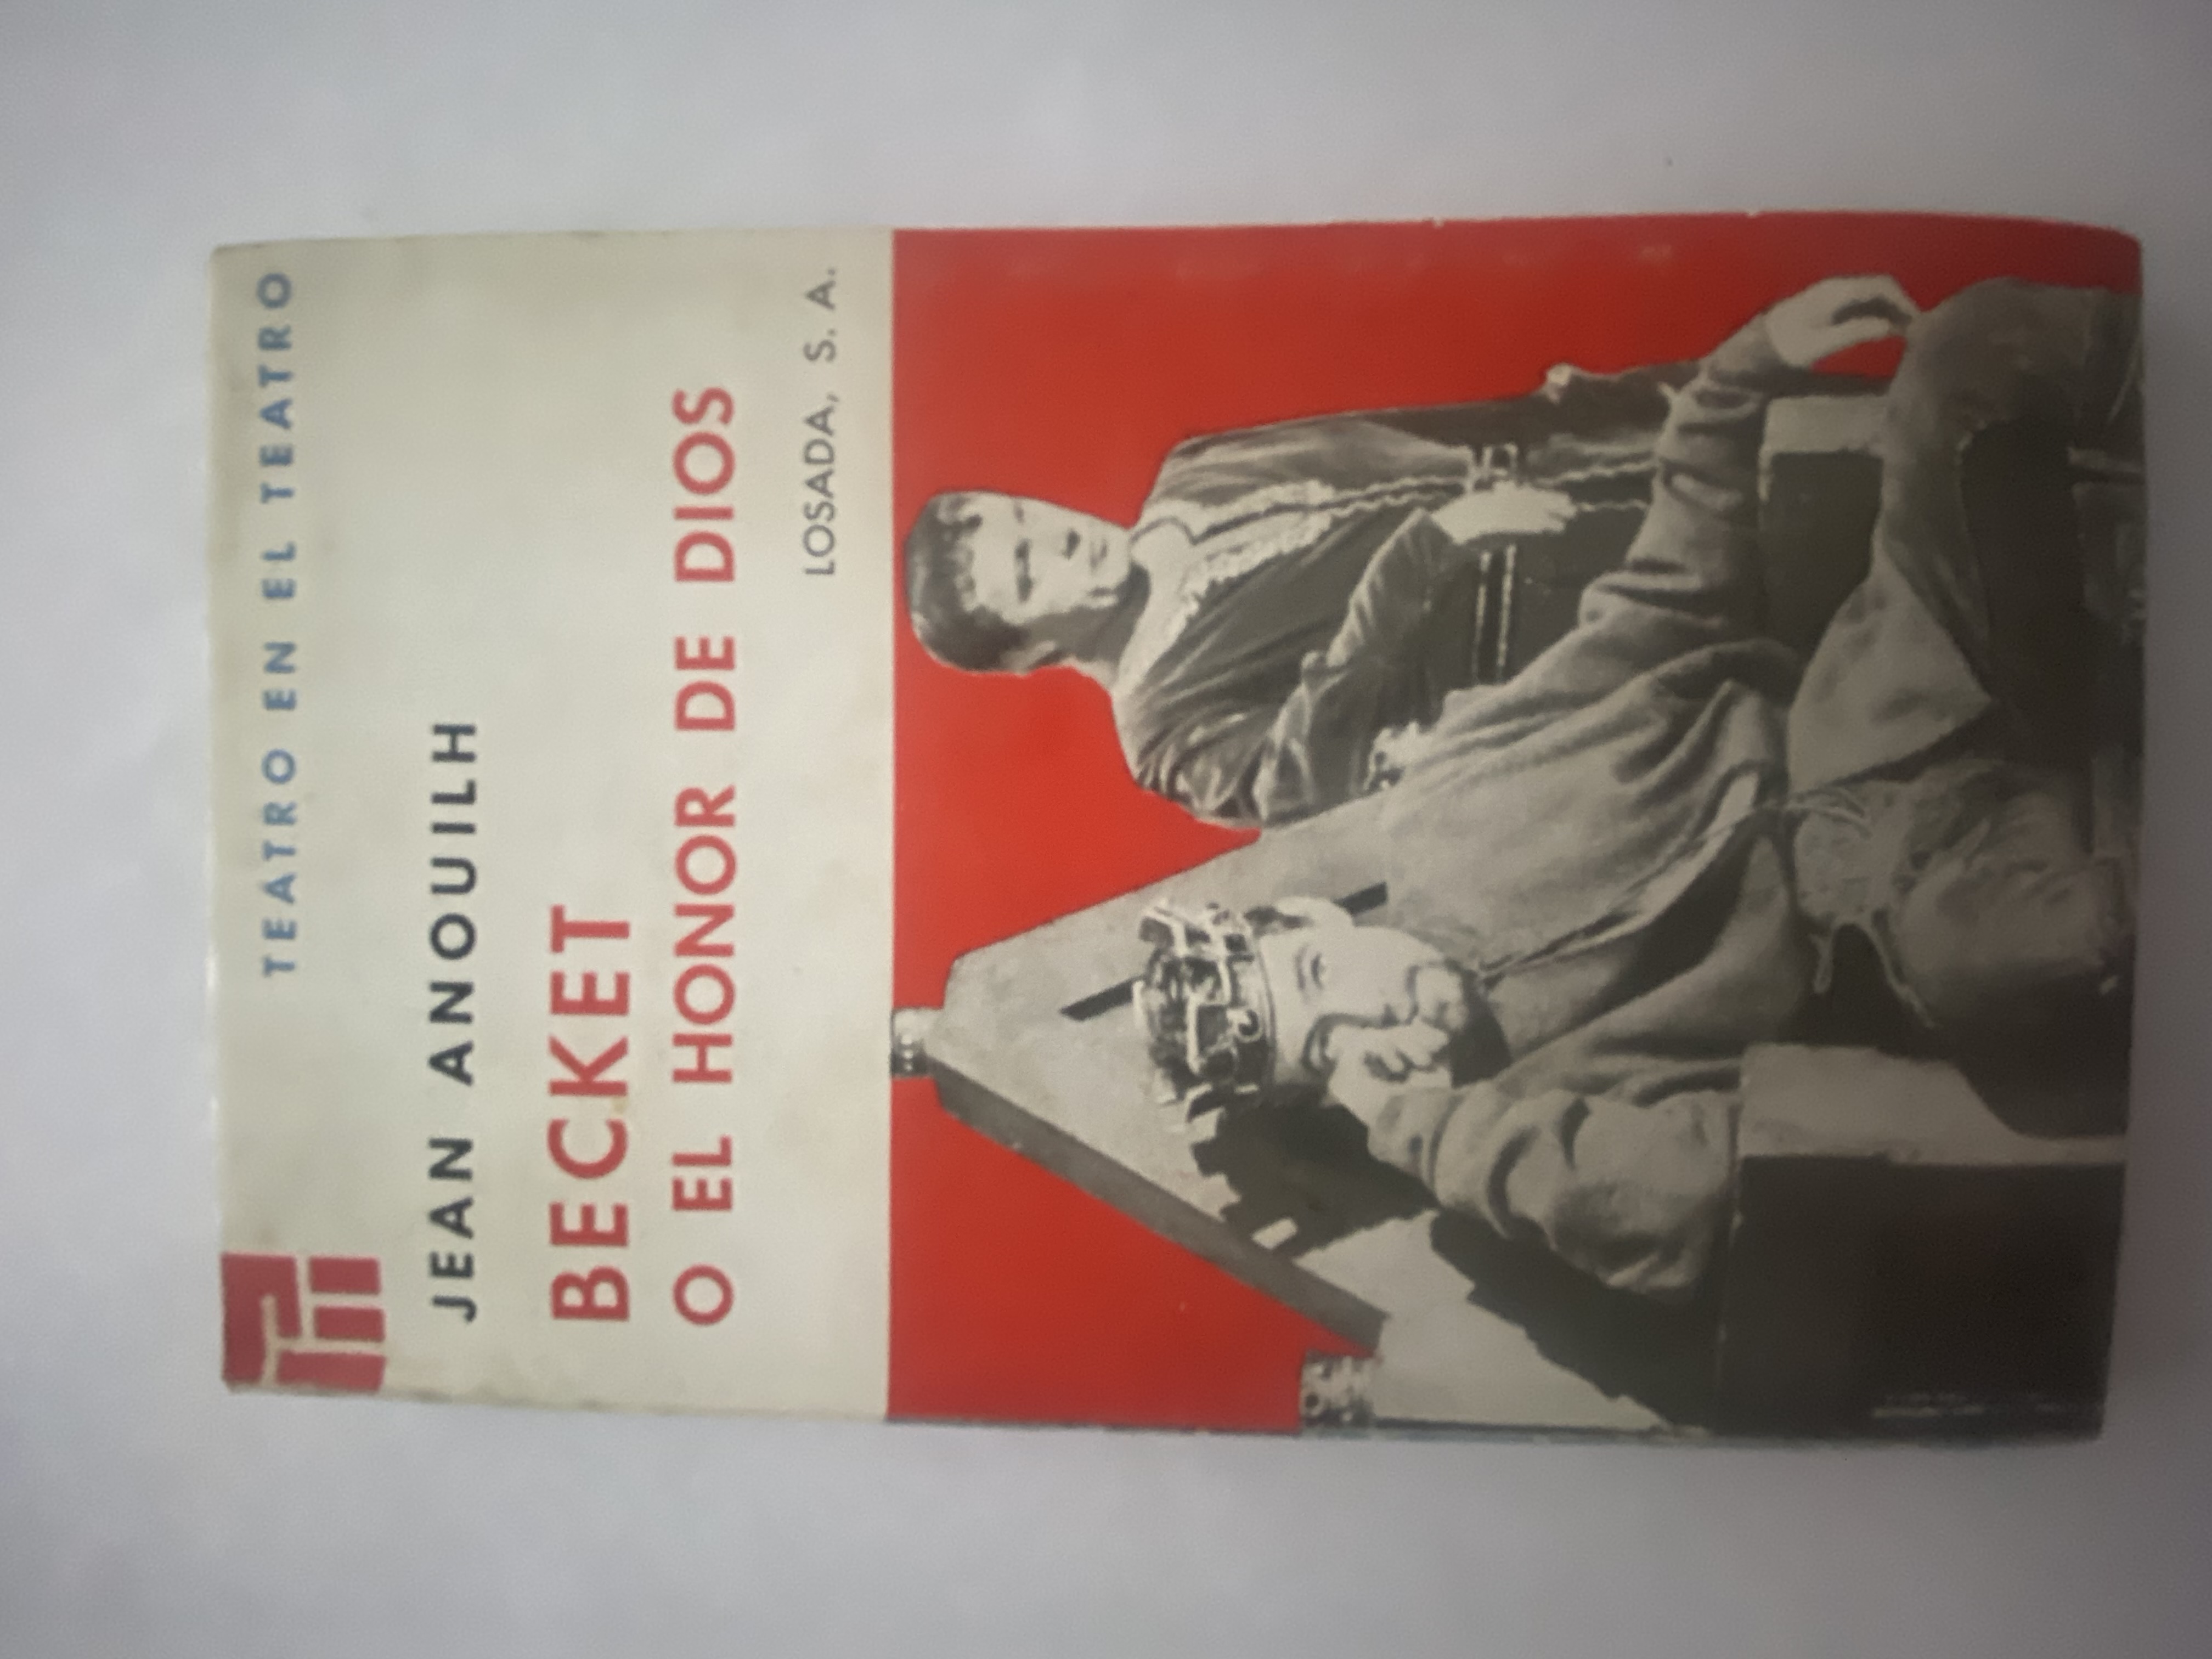 TEATRO EN EL TEATRO
JEAN ANOUILH
BECKET
O EL HONOR DE DIOS
LOSADA, S. A.